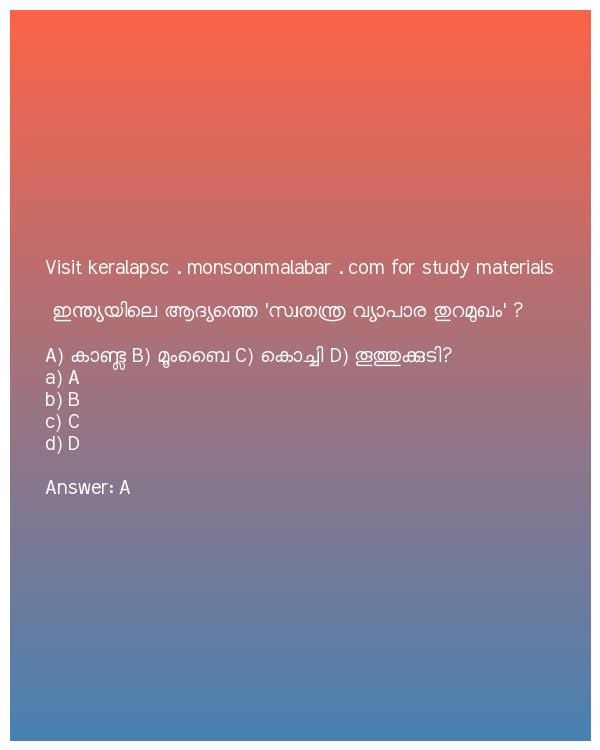 Visit keralapsc . monsoonmalabar . com for study materials
ഇന്ത്യയിലെ ആദ്യത്തെ 'സ്വതന്ത്ര വ്യാപാര തുറമുഖം' ?
A) കാണ്ട്ല B) മൂംബൈ C) കൊച്ചി D) തൂത്തുക്കുടി?
a) A
b) B
c) C
d) D
Answer: A